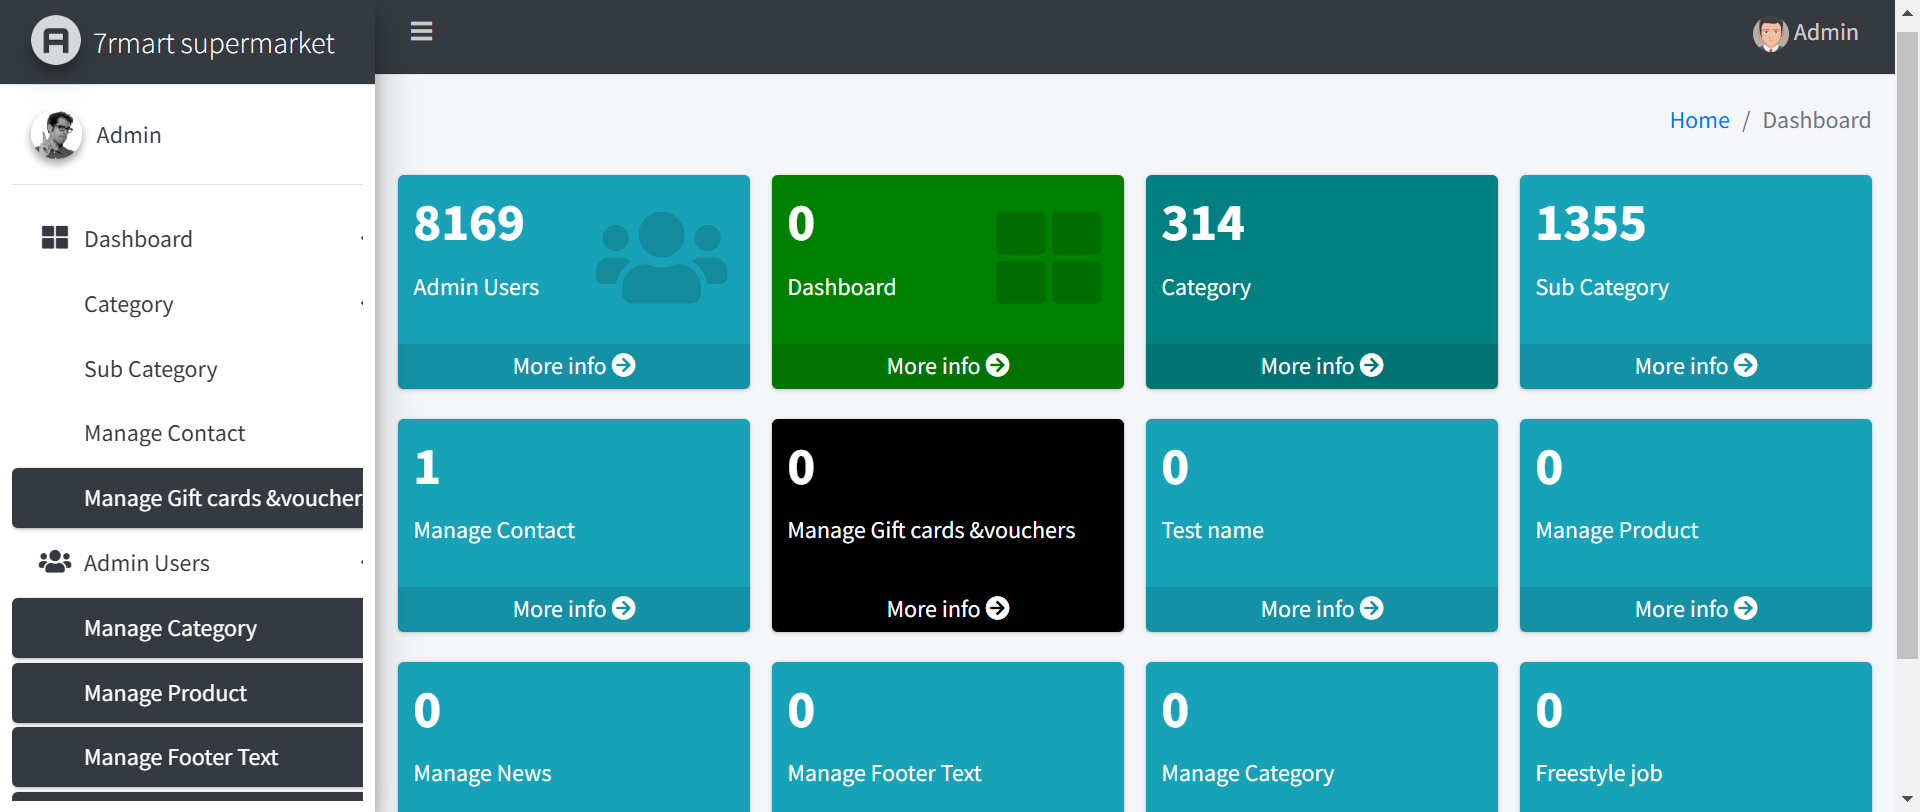 7rmart supermarket
Admin
Admin
Home / Dashboard
Dashboard
Category
Sub Category
Manage Contact
Manage Gift cards &voucher
Admin Users
Manage Category
Manage Product
Manage Footer Text
8169
Admin Users
More info
0
Dashboard
More info
314
Category
More info
1355
Sub Category
More info
1
Manage Contact
More info
0
Manage Gift cards &vouchers
More info
0
Test name
More info
0
Manage Product
More info
0
Manage News
0
Manage Footer Text
0
Manage Category
0
Freestyle job